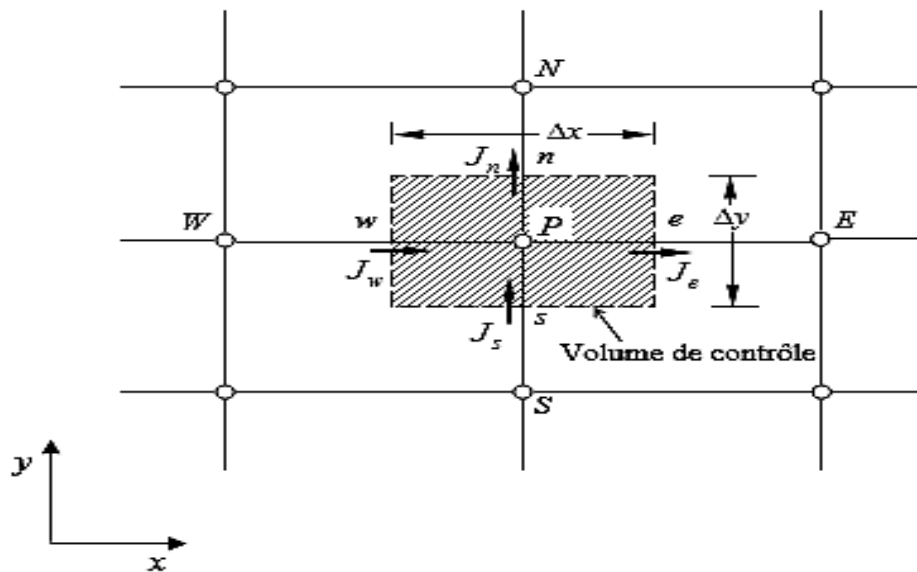 N
Δx
J_n n
W w P e Δy E
J_w J_e
J_s s
Volume de contrôle
S
y
x